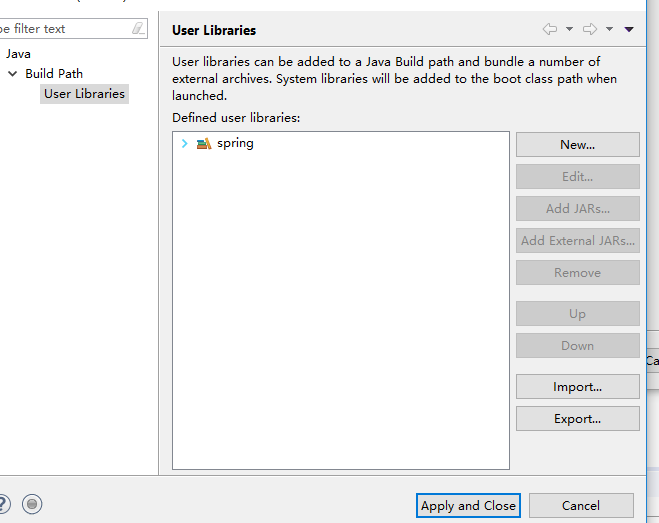 pe filter text
Java
Build Path
User Libraries
User Libraries
User libraries can be added to a Java Build path and bundle a number of
external archives. System libraries will be added to the boot class path when
launched.
Defined user libraries:
spring
New...
Edit...
Add JARs...
Add External JARs...
Remove
Up
Down
Import...
Export...
Ca
?
Apply and Close
Cancel